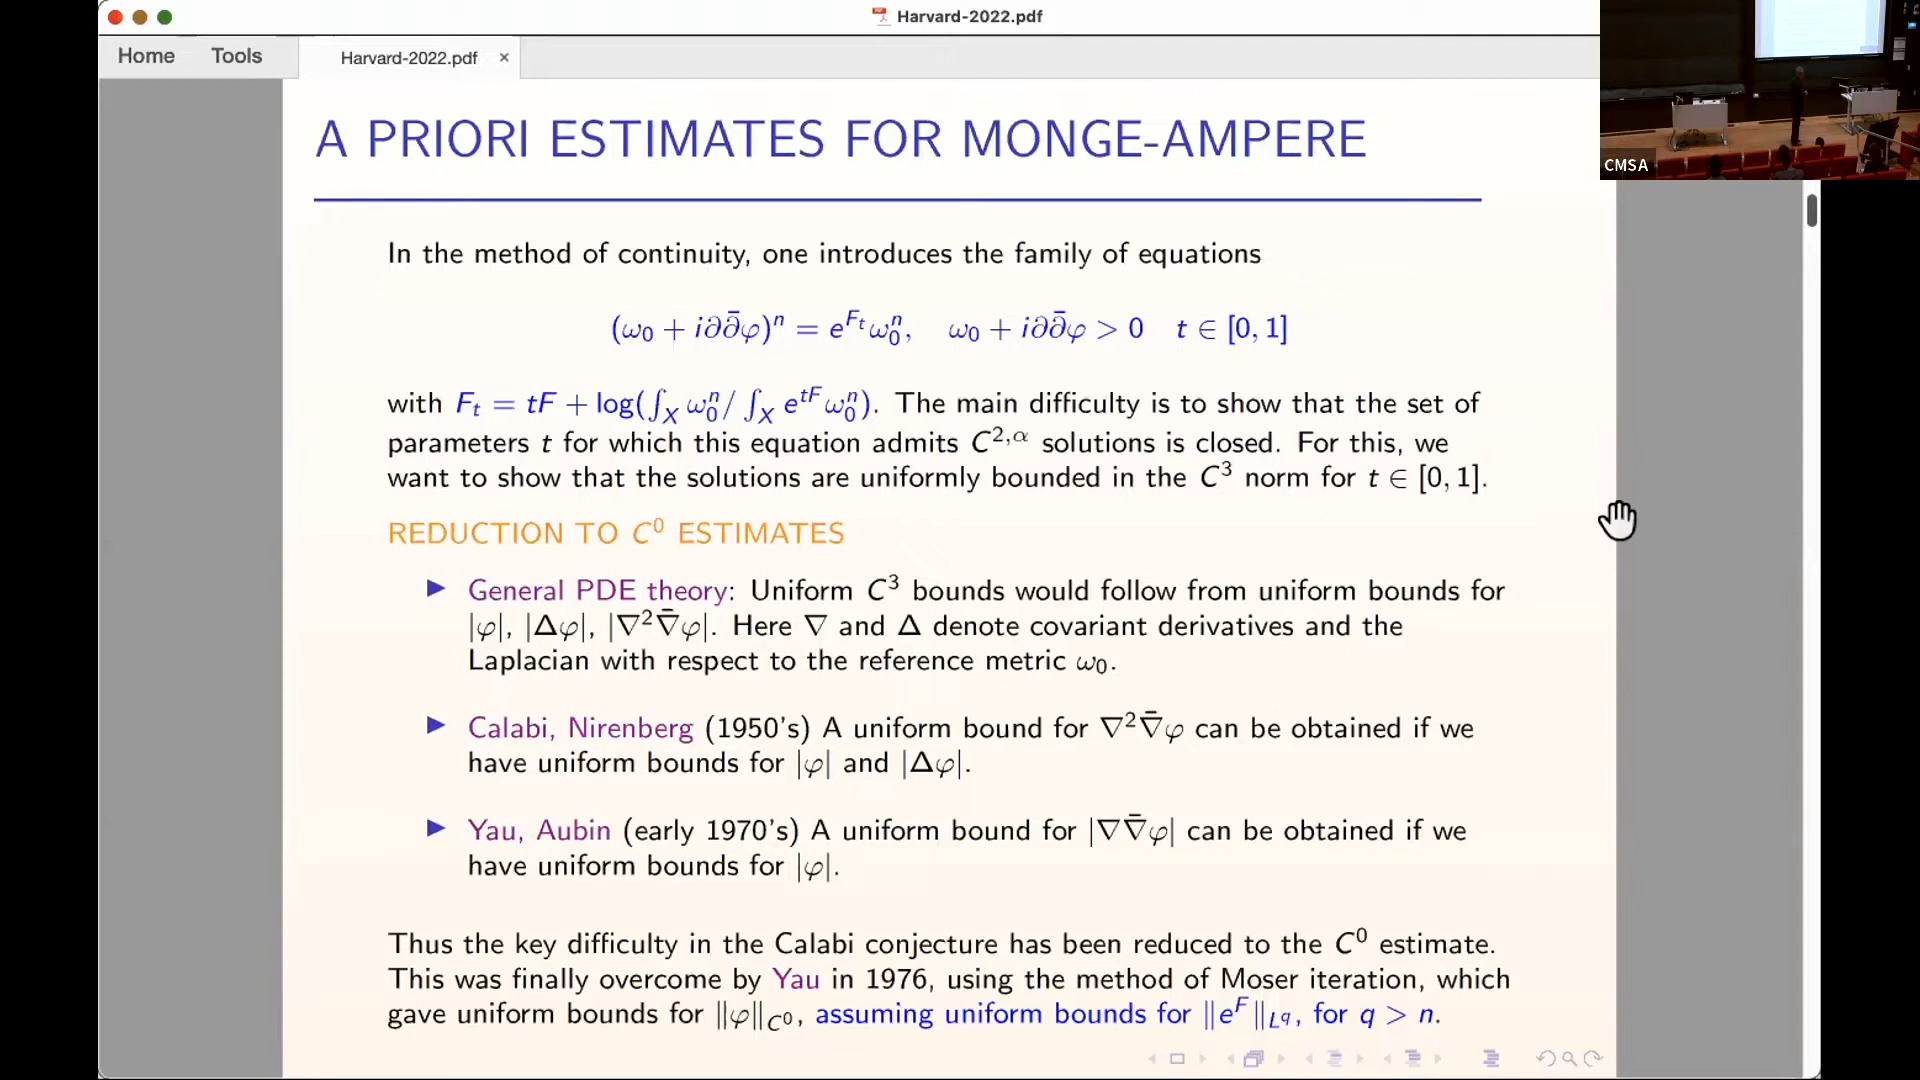 Harvard-2022.pdf
Home Tools Harvard-2022.pdf ×
CMSA
A PRIORI ESTIMATES FOR MONGE-AMPERE
In the method of continuity, one introduces the family of equations
(ω₀ + i∂∂̄φ)ⁿ = e^{F_t}ω₀ⁿ, ω₀ + i∂∂̄φ > 0 t ∈ [0, 1]
with F_t = tF + log(∫_X ω₀ⁿ/ ∫_X e^{tF}ω₀ⁿ). The main difficulty is to show that the set of
parameters t for which this equation admits C^{2,α} solutions is closed. For this, we
want to show that the solutions are uniformly bounded in the C³ norm for t ∈ [0, 1].
REDUCTION TO C⁰ ESTIMATES
▶ General PDE theory: Uniform C³ bounds would follow from uniform bounds for
|φ|, |Δφ|, |∇²∇̄φ|. Here ∇ and Δ denote covariant derivatives and the
Laplacian with respect to the reference metric ω₀.
▶ Calabi, Nirenberg (1950's) A uniform bound for ∇²∇̄φ can be obtained if we
have uniform bounds for |φ| and |Δφ|.
▶ Yau, Aubin (early 1970's) A uniform bound for |∇∇̄φ| can be obtained if we
have uniform bounds for |φ|.
Thus the key difficulty in the Calabi conjecture has been reduced to the C⁰ estimate.
This was finally overcome by Yau in 1976, using the method of Moser iteration, which
gave uniform bounds for ‖φ‖_{C⁰}, assuming uniform bounds for ‖e^F‖_{L^q}, for q > n.